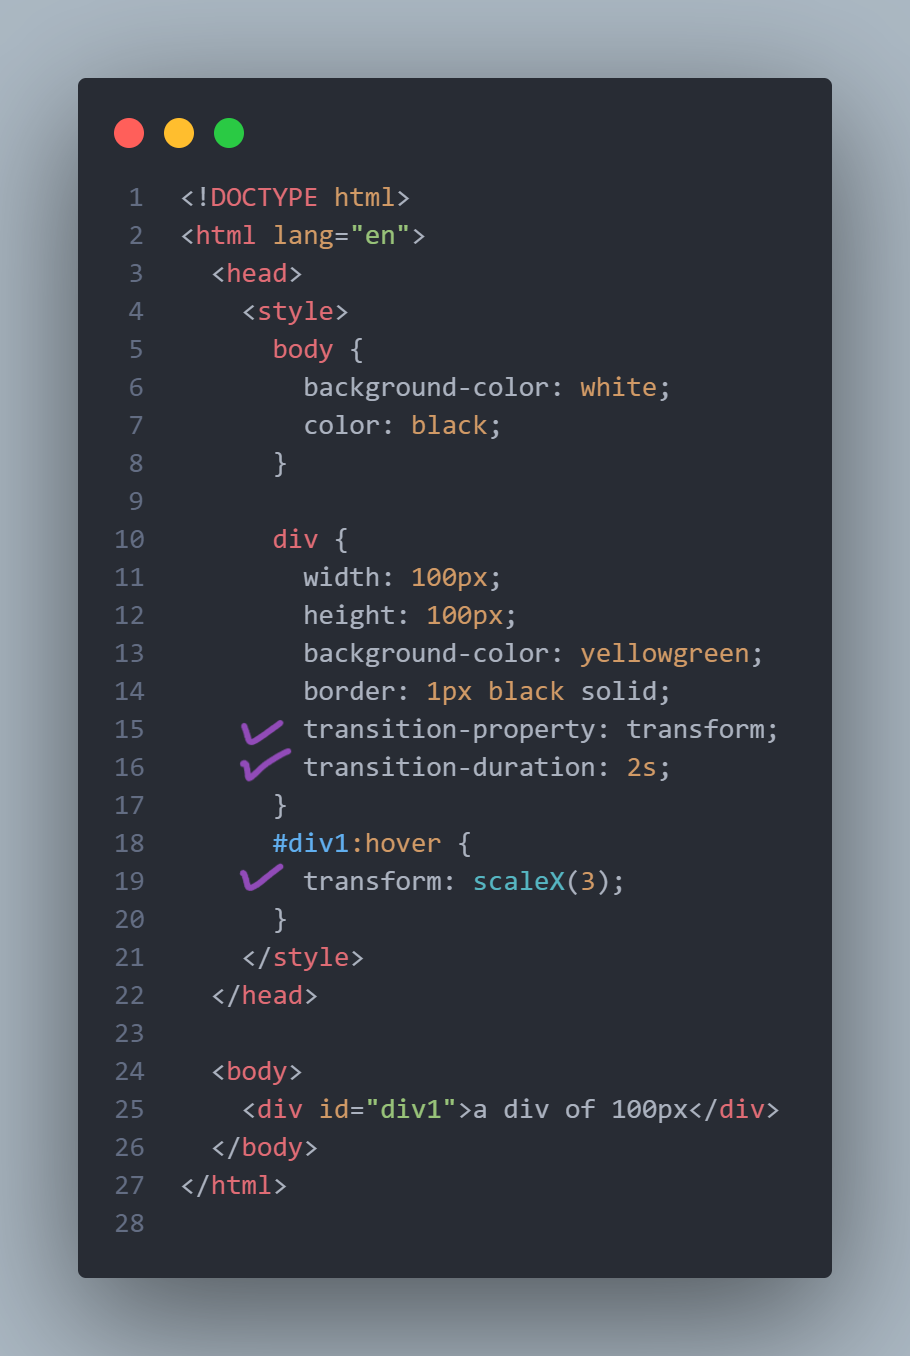 1 <!DOCTYPE html>
2 <html lang="en">
3   <head>
4     <style>
5       body {
6         background-color: white;
7         color: black;
8       }
9
10       div {
11         width: 100px;
12         height: 100px;
13         background-color: yellowgreen;
14         border: 1px black solid;
15         transition-property: transform;
16         transition-duration: 2s;
17       }
18       #div1:hover {
19         transform: scaleX(3);
20       }
21     </style>
22   </head>
23
24   <body>
25     <div id="div1">a div of 100px</div>
26   </body>
27 </html>
28